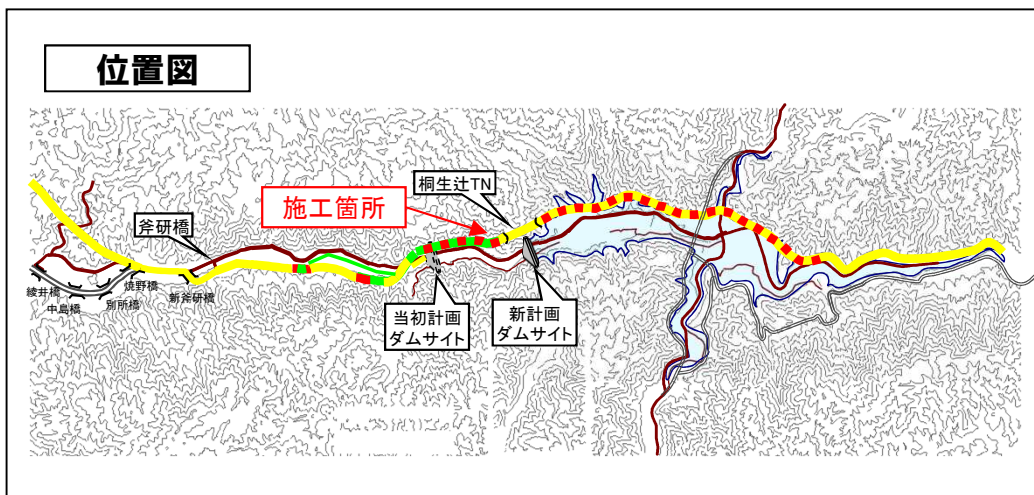 位置図
桐生辻TN
施工箇所
斧研橋
綾井橋
中島橋
別所橋
焼野橋
新斧研橋
当初計画
ダムサイト
新計画
ダムサイト